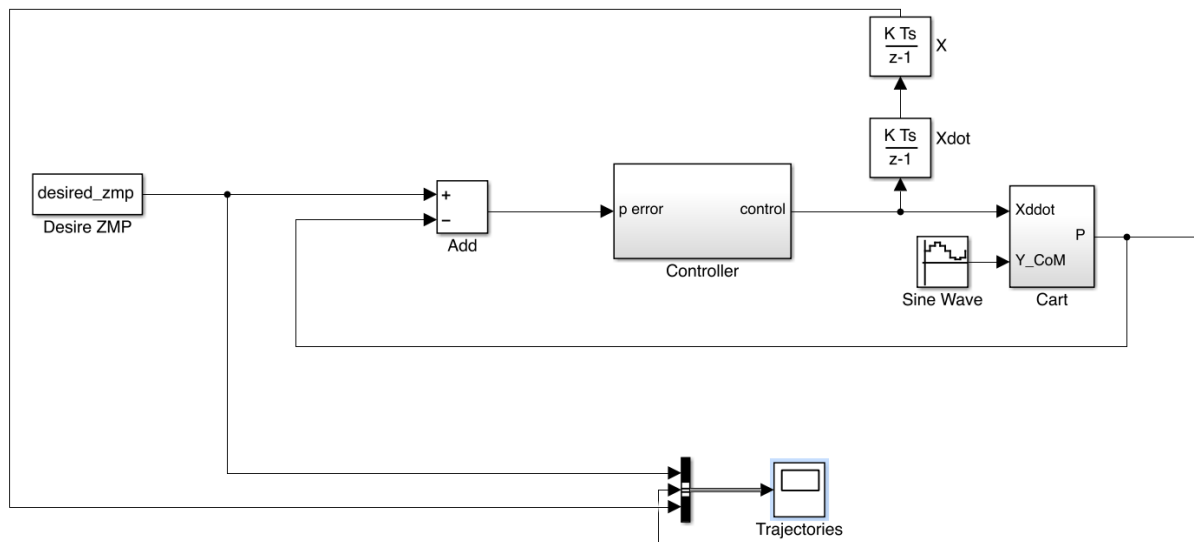 K Ts
z-1
X
K Ts
z-1
Xdot
desired_zmp
Desire ZMP
+
−
Add
p error
control
Controller
Sine Wave
Xddot
P
Y_CoM
Cart
Trajectories